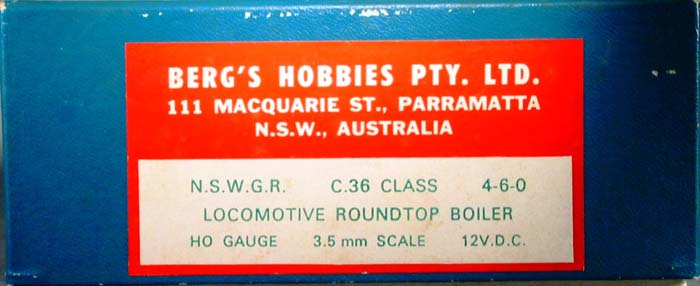 BERG'S HOBBIES PTY. LTD.
111 MACQUARIE ST., PARRAMATTA
N.S.W., AUSTRALIA
N.S.W.G.R. C.36 CLASS 4-6-0
LOCOMOTIVE ROUNDTOP BOILER
HO GAUGE 3.5 mm SCALE 12V.D.C.